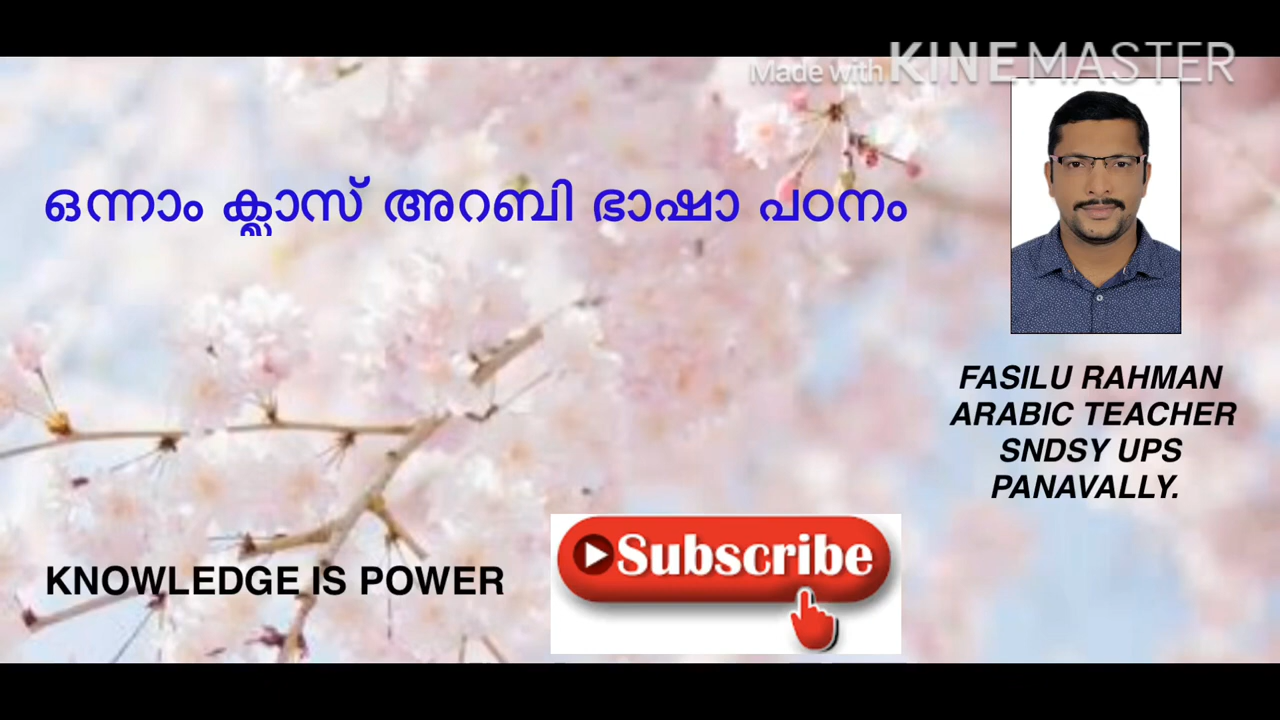 Made with KINEMASTER
ഒന്നാം ക്ലാസ് അറബി ഭാഷാ പഠനം
FASILU RAHMAN
ARABIC TEACHER
SNDSY UPS
PANAVALLY.
Subscribe
KNOWLEDGE IS POWER